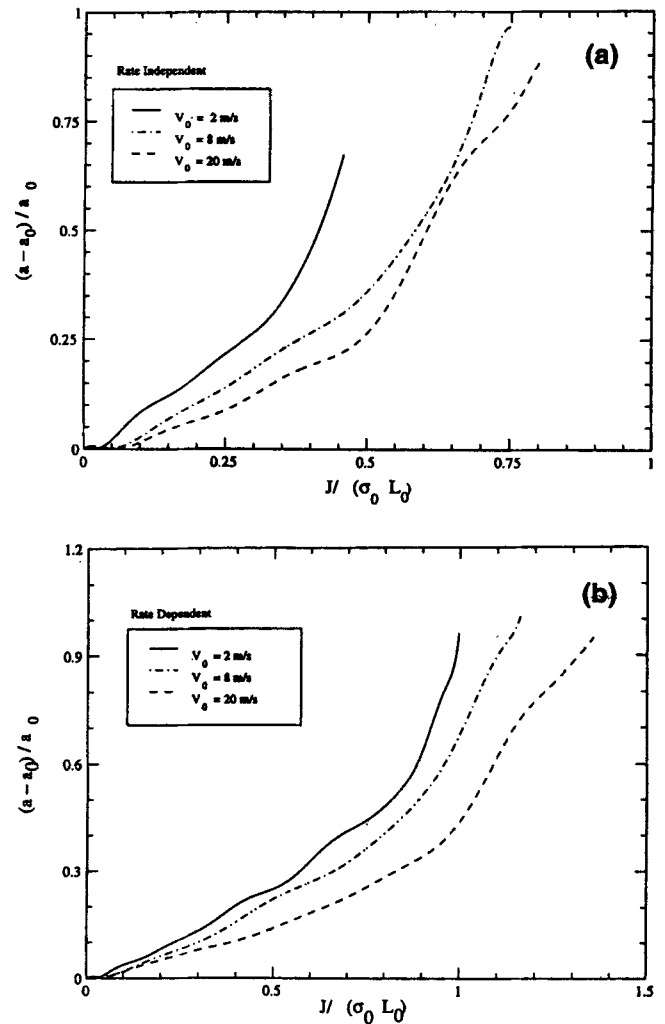 (a)
Rate Independent
V0 = 2 m/s
V0 = 8 m/s
V0 = 20 m/s
1
0.75
0.5
0.25
0
(a – a0) / a0
0
0.25
0.5
0.75
1
J/ (σ0 L0)
(b)
Rate Dependent
V0 = 2 m/s
V0 = 8 m/s
V0 = 20 m/s
1.2
0.9
0.6
0.3
0
(a – a0) / a0
0
0.5
1
1.5
J/ (σ0 L0)